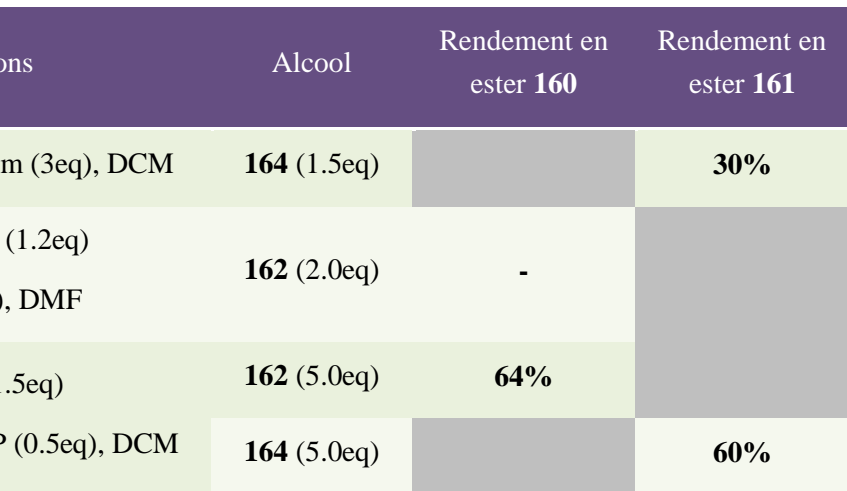 ons
Alcool
Rendement en
ester 160
Rendement en
ester 161
m (3eq), DCM
164 (1.5eq)
30%
(1.2eq)
), DMF
162 (2.0eq)
-
.5eq)
P (0.5eq), DCM
162 (5.0eq)
64%
164 (5.0eq)
60%